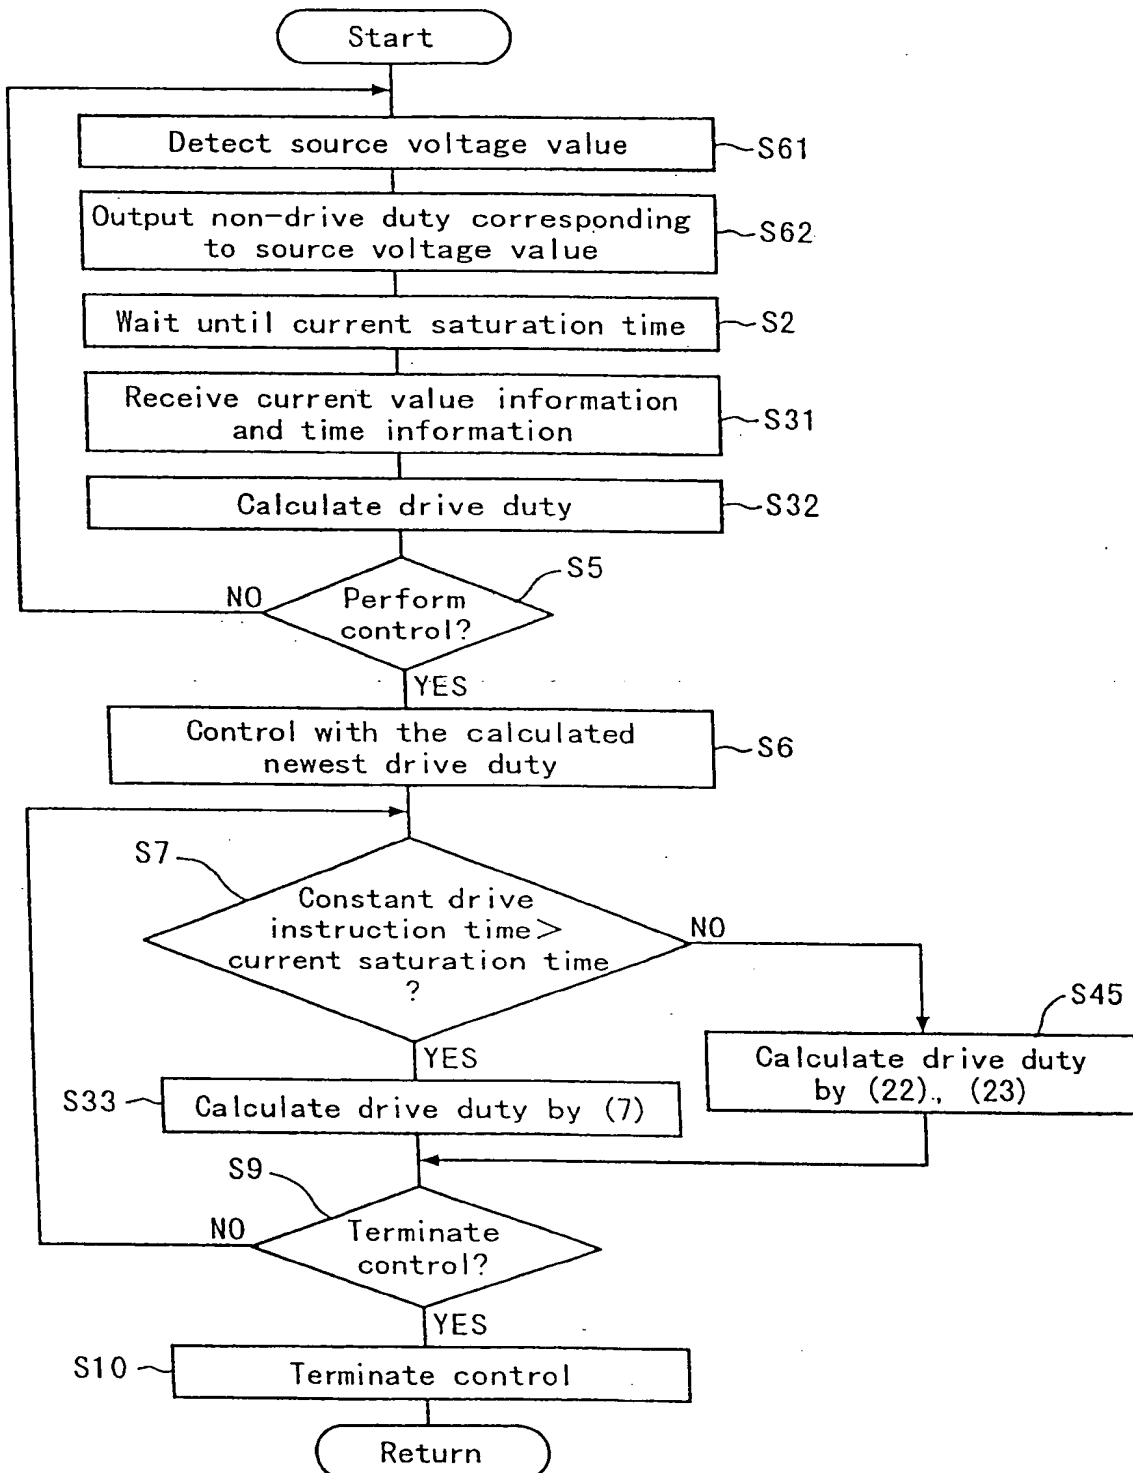 Start
Detect source voltage value
S61
Output non-drive duty corresponding
to source voltage value
S62
Wait until current saturation time
S2
Receive current value information
and time information
S31
Calculate drive duty
S32
S5
NO
Perform
control?
YES
Control with the calculated
newest drive duty
S6
S7
Constant drive
instruction time>
current saturation time
?
NO
YES
S45
Calculate drive duty
by (22)., (23)
S33
Calculate drive duty by (7)
S9
NO
Terminate
control?
YES
S10
Terminate control
Return